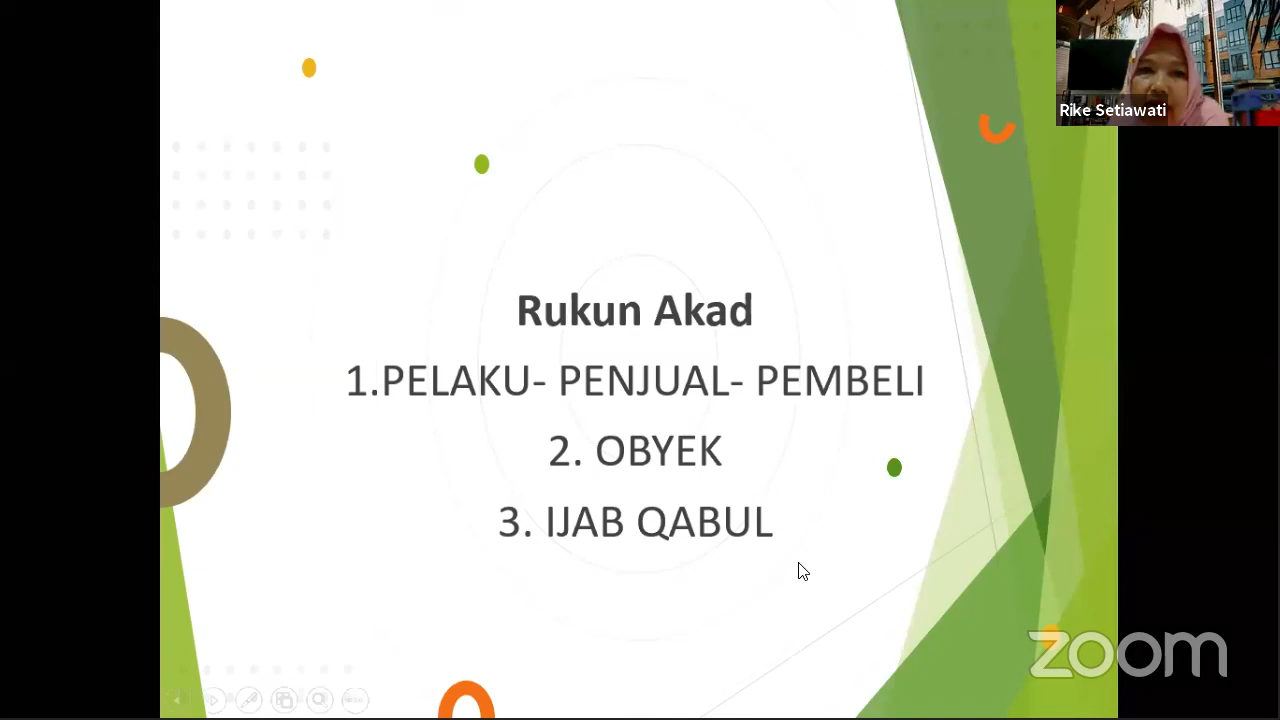 Rike Setiawati
Rukun Akad
1.PELAKU- PENJUAL- PEMBELI
2. OBYEK
3. IJAB QABUL
zoom